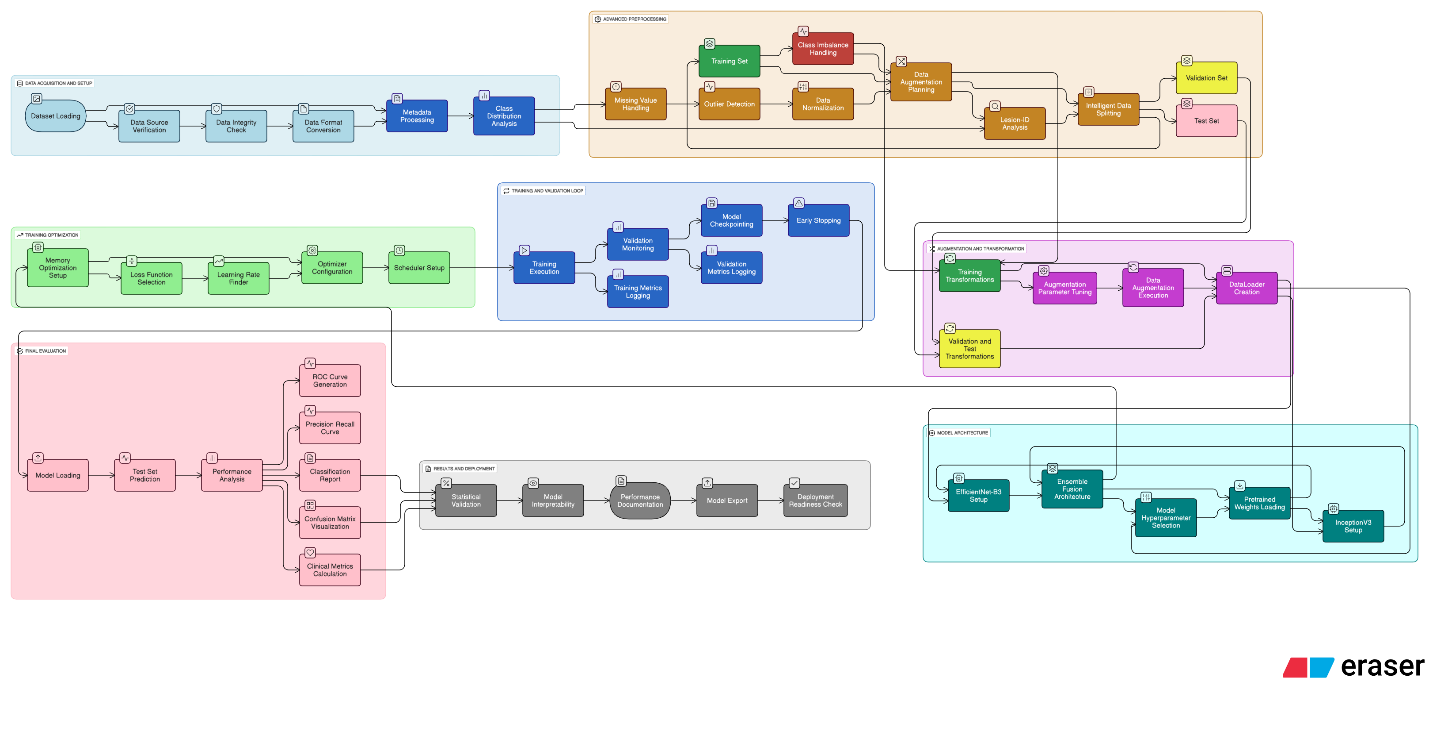 ADVANCED PREPROCESSING
Class Imbalance
Handling
Training Set
Data
Augmentation
Planning
Validation Set
Missing Value
Handling
Outlier Detection
Data
Normalization
Lesion-ID
Analysis
Intelligent Data
Splitting
Test Set
DATA ACQUISITION AND SETUP
Dataset Loading
Data Source
Verification
Data Integrity
Check
Data Format
Conversion
Metadata
Processing
Class
Distribution
Analysis
TRAINING AND VALIDATION LOOP
Training
Execution
Validation
Monitoring
Training Metrics
Logging
Model
Checkpointing
Validation
Metrics Logging
Early Stopping
TRAINING OPTIMIZATION
Memory
Optimization
Setup
Loss Function
Selection
Learning Rate
Finder
Optimizer
Configuration
Scheduler Setup
AUGMENTATION AND TRANSFORMATION
Training
Transformations
Augmentation
Parameter Tuning
Data
Augmentation
Execution
DataLoader
Creation
Validation and
Test
Transformations
FINAL EVALUATION
Model Loading
Test Set
Prediction
Performance
Analysis
ROC Curve
Generation
Precision Recall
Curve
Classification
Report
Confusion Matrix
Visualization
Clinical Metrics
Calculation
RESULTS AND DEPLOYMENT
Statistical
Validation
Model
Interpretability
Performance
Documentation
Model Export
Deployment
Readiness Check
MODEL ARCHITECTURE
EfficientNet-B3
Setup
Ensemble
Fusion
Architecture
Model
Hyperparameter
Selection
Pretrained
Weights Loading
InceptionV3
Setup
eraser